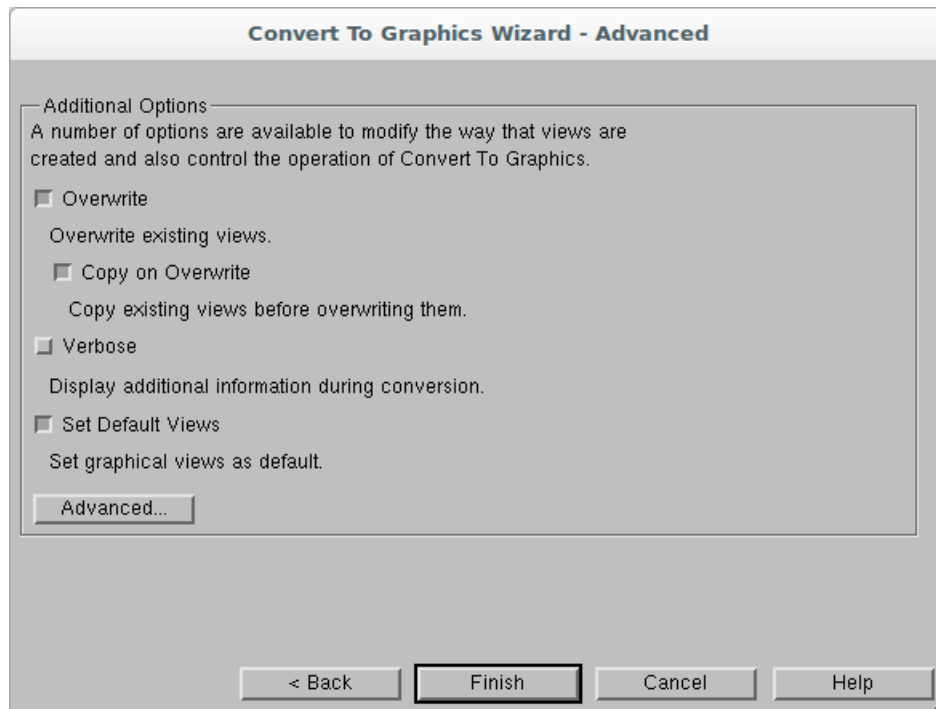 Convert To Graphics Wizard - Advanced
Additional Options
A number of options are available to modify the way that views are
created and also control the operation of Convert To Graphics.
Overwrite
Overwrite existing views.
Copy on Overwrite
Copy existing views before overwriting them.
Verbose
Display additional information during conversion.
Set Default Views
Set graphical views as default.
Advanced...
< Back
Finish
Cancel
Help